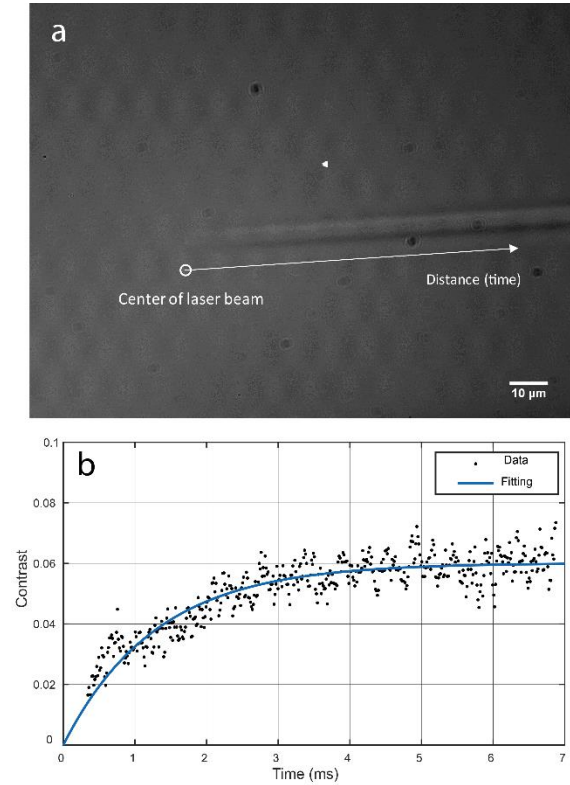 a
Center of laser beam
Distance (time)
10 µm
b
Data
Fitting
0.1
0.08
0.06
0.04
0.02
0
Contrast
0 1 2 3 4 5 6 7
Time (ms)